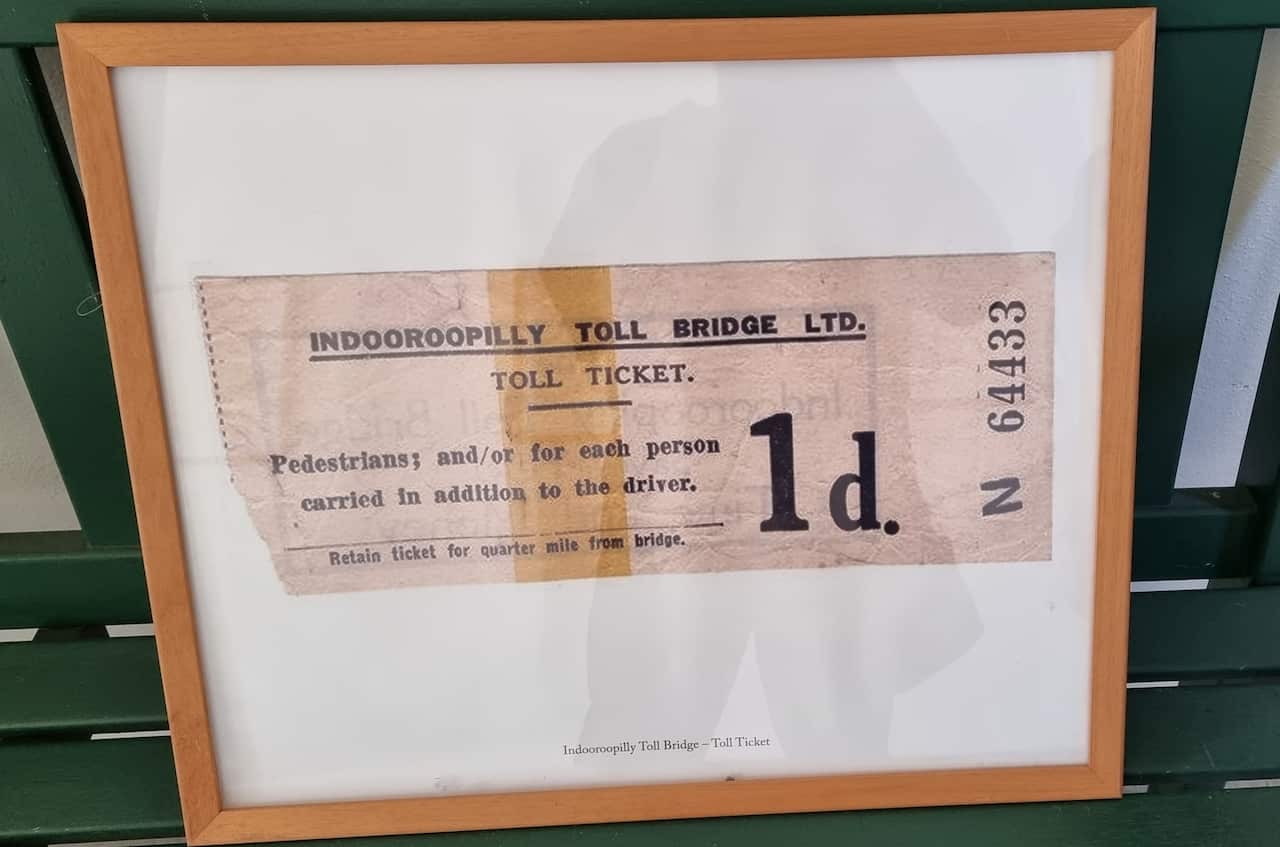 INDOOROOPILLY TOLL BRIDGE LTD.
TOLL TICKET.
Pedestrians; and/or for each person
carried in addition to the driver.
1d.
Retain ticket for quarter mile from bridge.
N 64433
Indooroopilly Toll Bridge – Toll Ticket